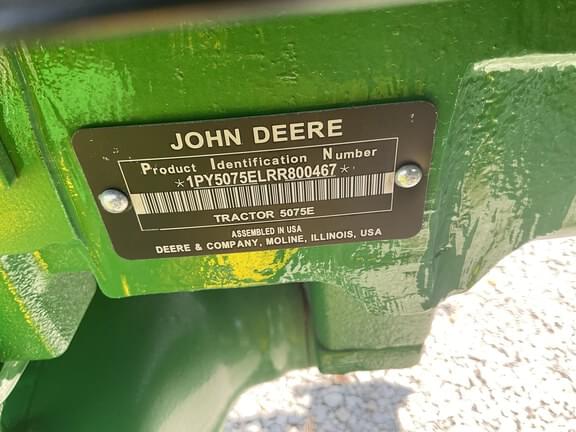 JOHN DEERE
Product Identification Number
*1PY5075ELRR800467*
TRACTOR 5075E
ASSEMBLED IN USA
DEERE & COMPANY, MOLINE, ILLINOIS, USA